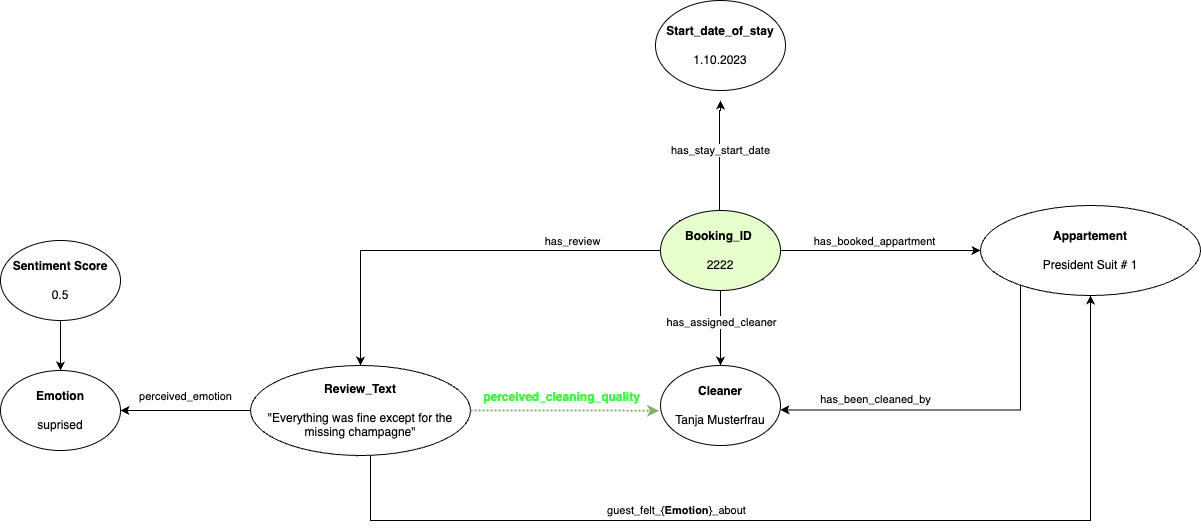 Start_date_of_stay
1.10.2023
has_stay_start_date
has_review
Booking_ID
2222
has_booked_appartment
Appartement
President Suit # 1
Sentiment Score
0.5
has_assigned_cleaner
Emotion
suprised
perceived_emotion
Review_Text
"Everything was fine except for the
missing champagne"
perceived_cleaning_quality
Cleaner
Tanja Musterfrau
has_been_cleaned_by
guest_felt_{Emotion}_about